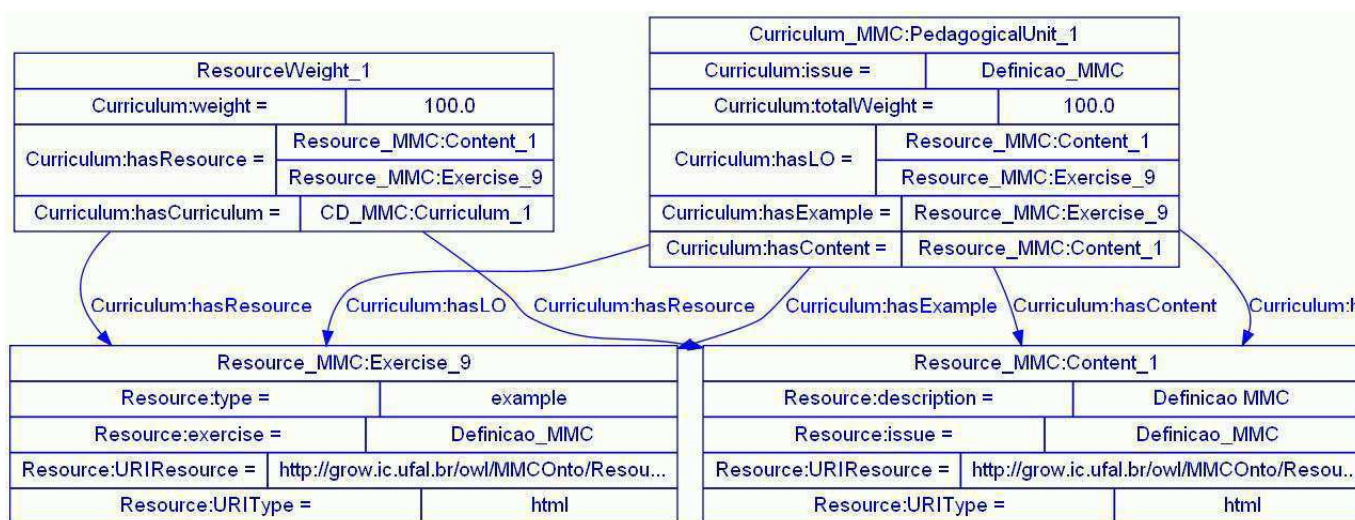 ResourceWeight_1
Curriculum:weight = 100.0
Curriculum:hasResource = Resource_MMC:Content_1
Resource_MMC:Exercise_9
Curriculum:hasCurriculum = CD_MMC:Curriculum_1
Curriculum_MMC:PedagogicalUnit_1
Curriculum:issue = Definicao_MMC
Curriculum:totalWeight = 100.0
Curriculum:hasLO = Resource_MMC:Content_1
Resource_MMC:Exercise_9
Curriculum:hasExample = Resource_MMC:Exercise_9
Curriculum:hasContent = Resource_MMC:Content_1
Curriculum:hasResource Curriculum:hasLO Curriculum:hasResource Curriculum:hasExample Curriculum:hasContent
Resource_MMC:Exercise_9
Resource:type = example
Resource:exercise = Definicao_MMC
Resource:URIResource = http://grow.ic.ufal.br/owl/MMCOnto/Resou...
Resource:URIType = html
Resource_MMC:Content_1
Resource:description = Definicao MMC
Resource:issue = Definicao_MMC
Resource:URIResource = http://grow.ic.ufal.br/owl/MMCOnto/Resou...
Resource:URIType = html